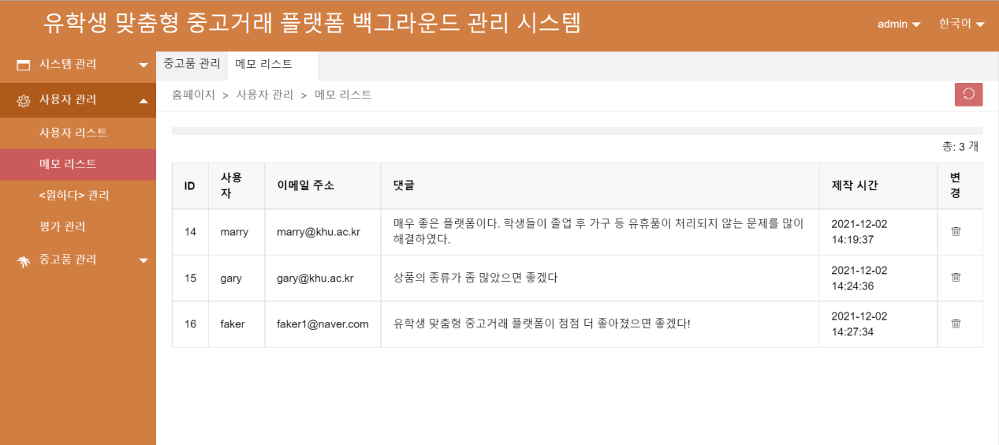 유학생 맞춤형 중고거래 플랫폼 백그라운드 관리 시스템
admin
한국어
시스템 관리
사용자 관리
사용자 리스트
메모 리스트
<원하다> 관리
평가 관리
중고품 관리
중고품 관리
메모 리스트
홈페이지 > 사용자 관리 > 메모 리스트
총: 3 개
ID
사용
자
이메일 주소
댓글
제작 시간
변
경
14
marry
marry@khu.ac.kr
매우 좋은 플랫폼이다. 학생들이 졸업 후 가구 등 유휴품이 처리되지 않는 문제를 많이
해결하였다.
2021-12-02
14:19:37
15
gary
gary@khu.ac.kr
상품의 종류가 좀 많았으면 좋겠다
2021-12-02
14:24:36
16
faker
faker1@naver.com
유학생 맞춤형 중고거래 플랫폼이 점점 더 좋아졌으면 좋겠다!
2021-12-02
14:27:34